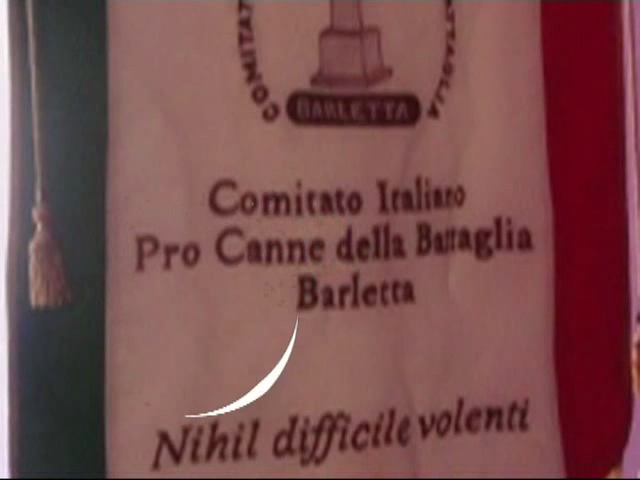 BARLETTA
Comitato Italiano
Pro Canne della Battaglia
Barletta
Nihil difficile volenti